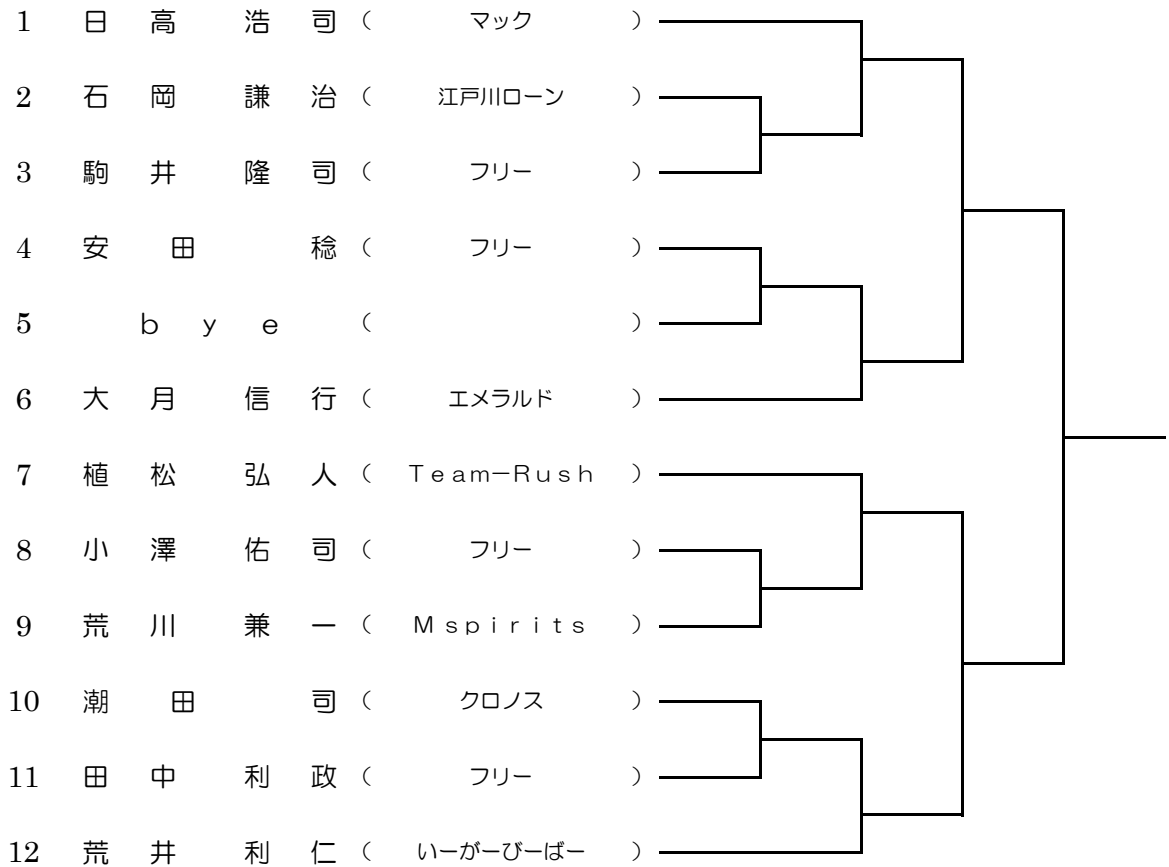 1 日 高 浩 司 （ マック ）
2 石 岡 謙 治 （ 江戸川ローン ）
3 駒 井 隆 司 （ フリー ）
4 安 田 稔 （ フリー ）
5 ｂ ｙ ｅ （ ）
6 大 月 信 行 （ エメラルド ）
7 植 松 弘 人 （ Ｔｅａｍ－Ｒｕｓｈ ）
8 小 澤 佑 司 （ フリー ）
9 荒 川 兼 一 （ Ｍｓｐｉｒｉｔｓ ）
10 潮 田 司 （ クロノス ）
11 田 中 利 政 （ フリー ）
12 荒 井 利 仁 （ いーがーびーばー ）